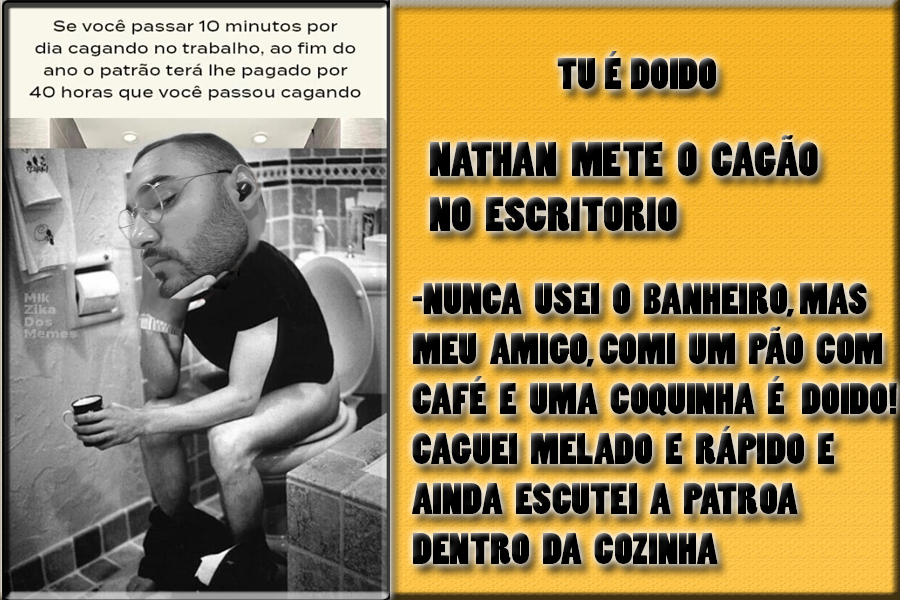 Se você passar 10 minutos por
dia cagando no trabalho, ao fim do
ano o patrão terá lhe pagado por
40 horas que você passou cagando
Mlk
Zika
Dos
Memes
TU É DOIDO
NATHAN METE O CAGÃO
NO ESCRITORIO
-NUNCA USEI O BANHEIRO, MAS
MEU AMIGO, COMI UM PÃO COM
CAFÉ E UMA COQUINHA É DOIDO!
CAGUEI MELADO E RÁPIDO E
AINDA ESCUTEI A PATROA
DENTRO DA COZINHA